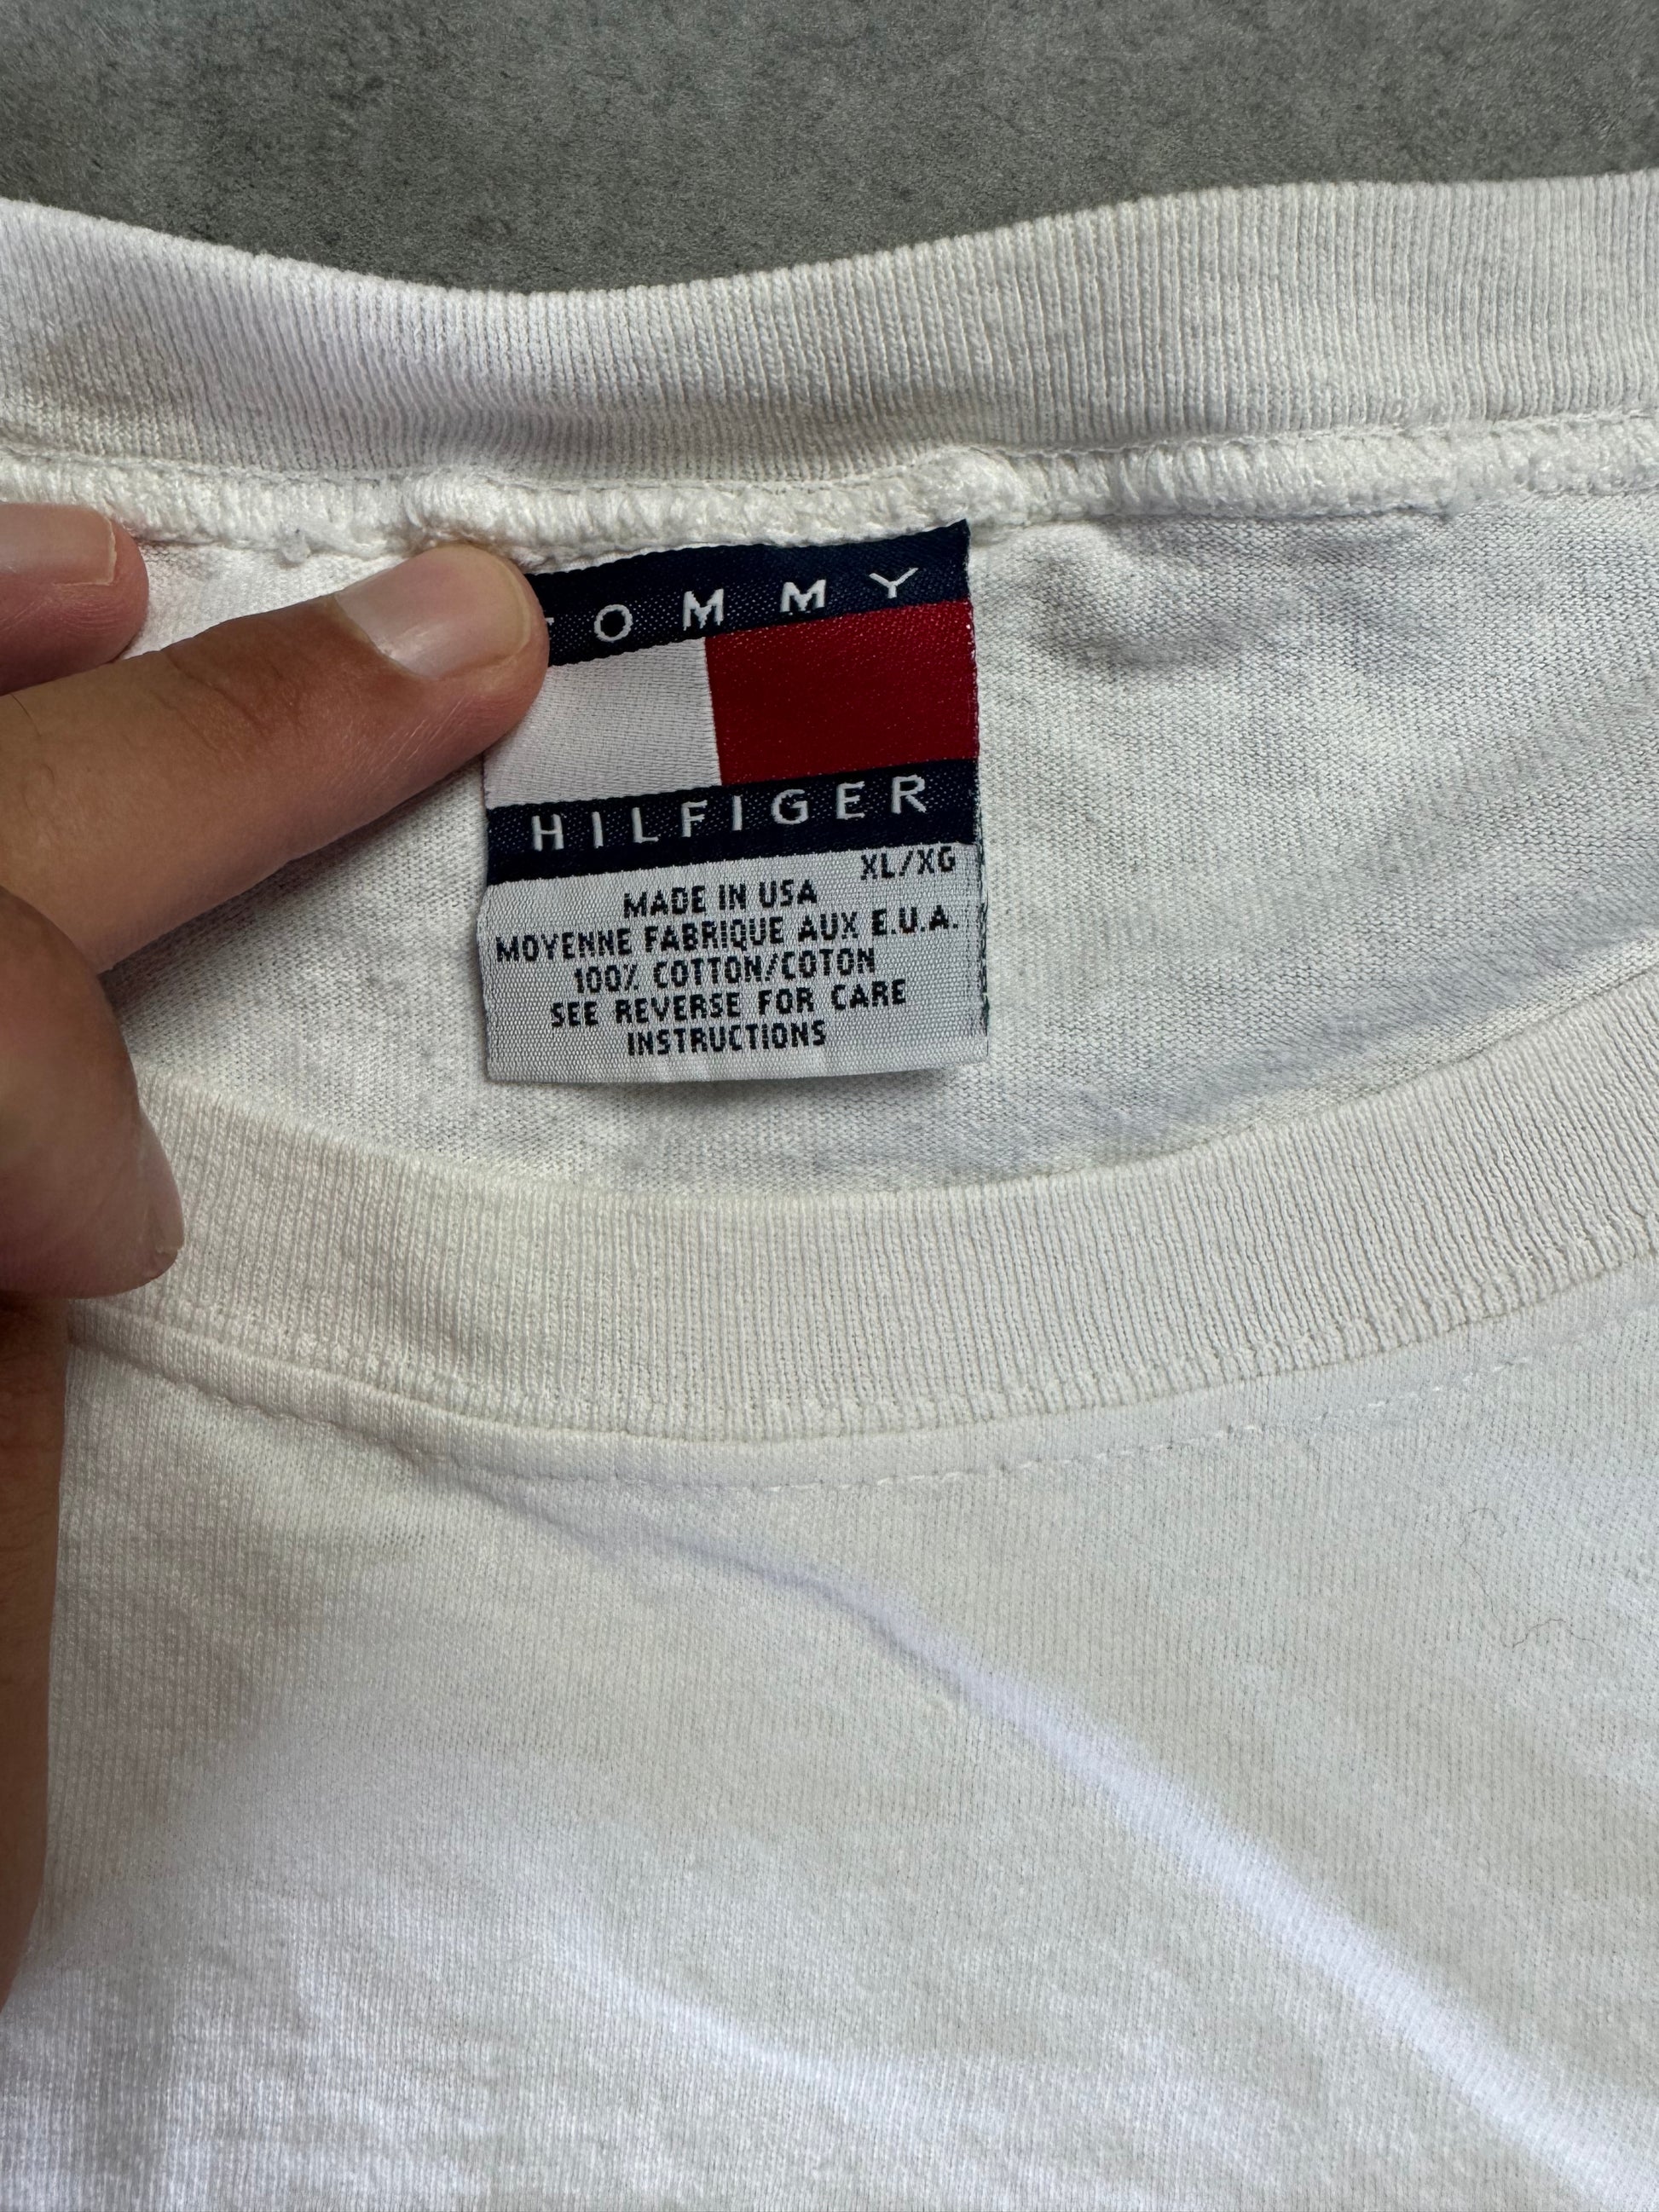 TOMMY
HILFIGER
XL/XG
MADE IN USA
MOYENNE FABRIQUE AUX E.U.A.
100% COTTON/COTON
SEE REVERSE FOR CARE
INSTRUCTIONS